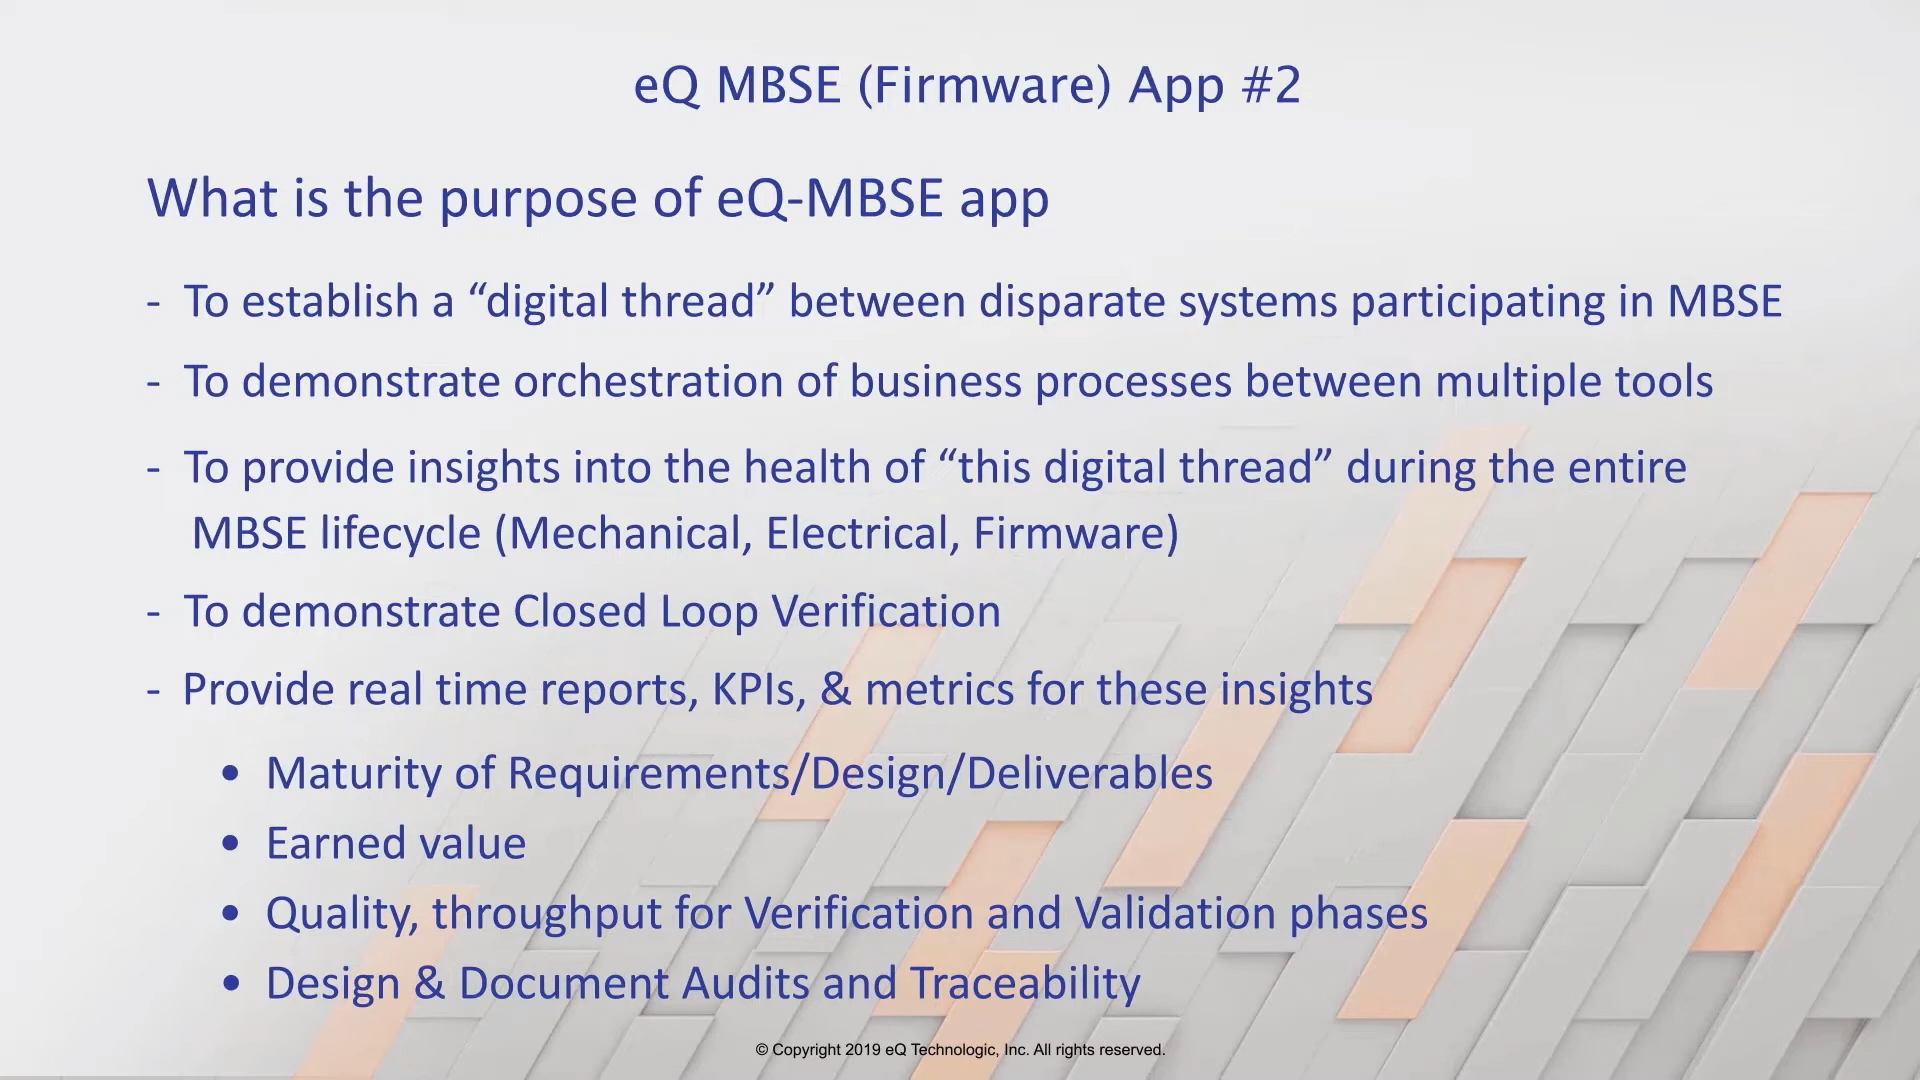 eQ MBSE (Firmware) App #2
What is the purpose of eQ-MBSE app
- To establish a “digital thread” between disparate systems participating in MBSE
- To demonstrate orchestration of business processes between multiple tools
- To provide insights into the health of “this digital thread” during the entire
MBSE lifecycle (Mechanical, Electrical, Firmware)
- To demonstrate Closed Loop Verification
- Provide real time reports, KPIs, & metrics for these insights
• Maturity of Requirements/Design/Deliverables
• Earned value
• Quality, throughput for Verification and Validation phases
• Design & Document Audits and Traceability
© Copyright 2019 eQ Technologic, Inc. All rights reserved.